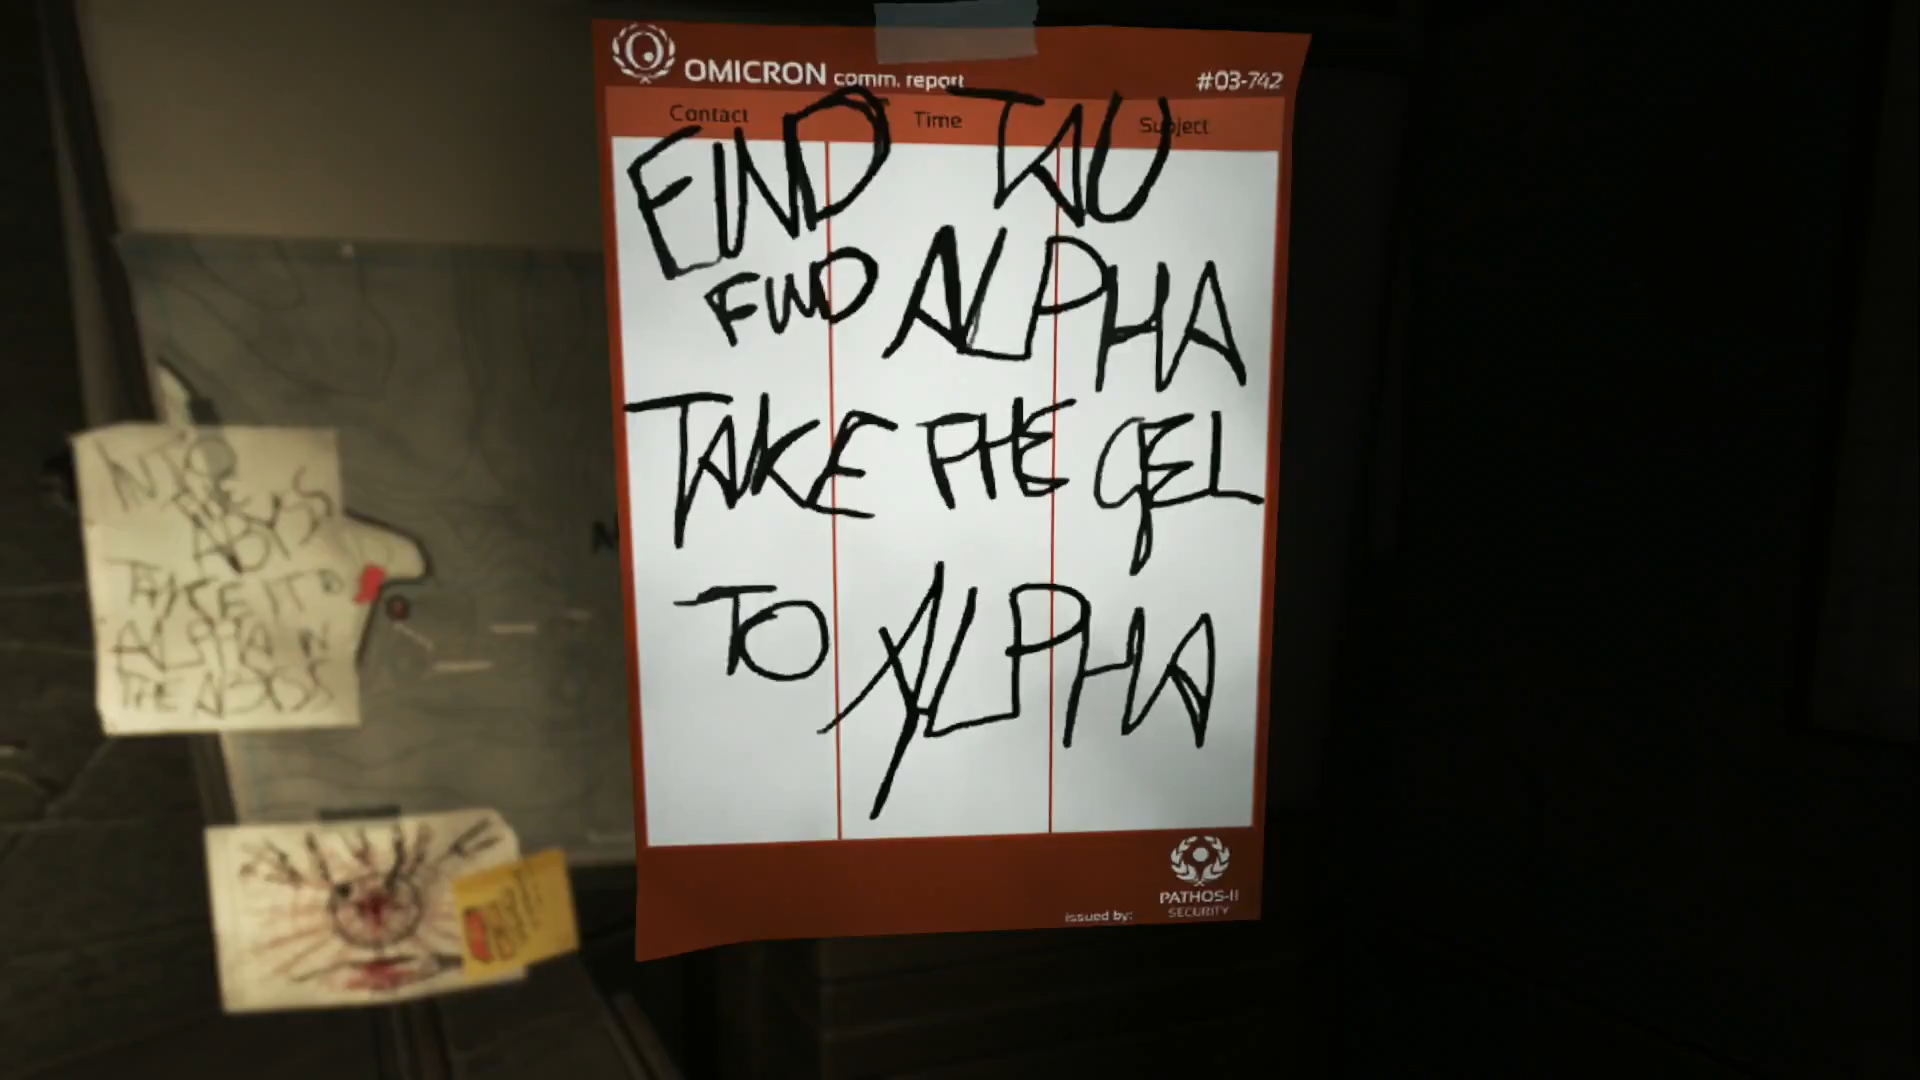 OMICRON comm. report #03-742
Contact Time Subject
FIND TAU
FIND ALPHA
TAKE THE GEL
TO ALPHA
issued by:
PATHOS-II
SECURITY
INTO
THE
ABYSS
TAKE IT TO
ALPHA IN
THE ABYSS